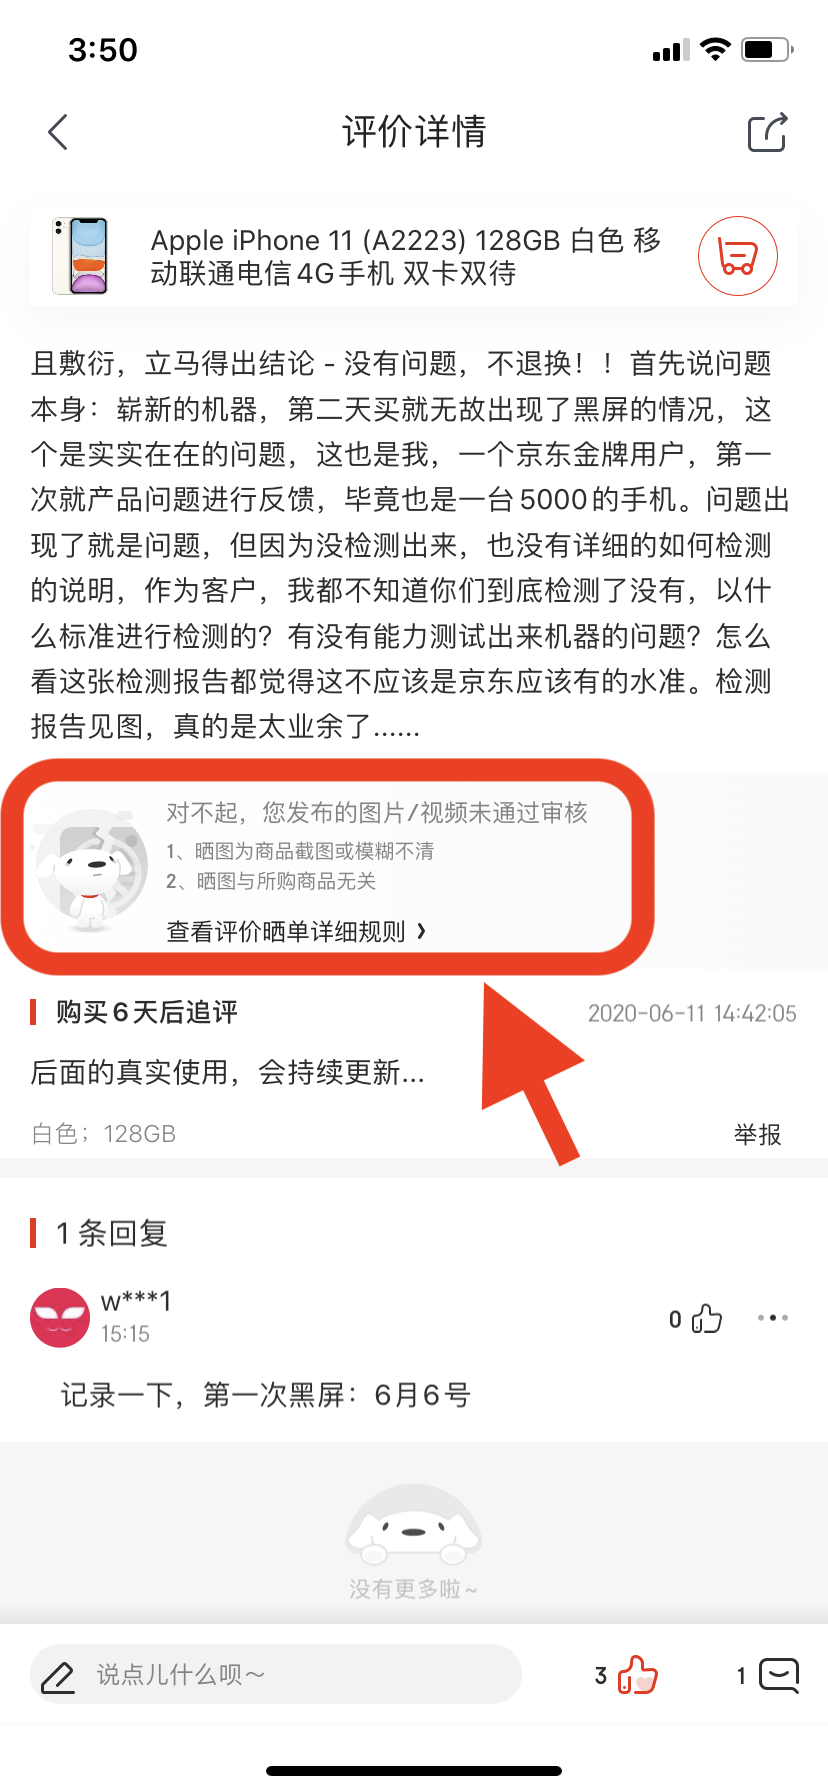 3:50
评价详情
Apple iPhone 11 (A2223) 128GB 白色 移
动联通电信4G手机 双卡双待
且敷衍，立马得出结论 - 没有问题，不退换！！首先说问题
本身：崭新的机器，第二天买就无故出现了黑屏的情况，这
个是实实在在的问题，这也是我，一个京东金牌用户，第一
次就产品问题进行反馈，毕竟也是一台5000的手机。问题出
现了就是问题，但因为没检测出来，也没有详细的如何检测
的说明，作为客户，我都不知道你们到底检测了没有，以什
么标准进行检测的？有没有能力测试出来机器的问题？怎么
看这张检测报告都觉得这不应该是京东应该有的水准。检测
报告见图，真的是太业余了......
对不起，您发布的图片/视频未通过审核
1、晒图为商品截图或模糊不清
2、晒图与所购商品无关
查看评价晒单详细规则 ›
购买6天后追评
2020-06-11 14:42:05
后面的真实使用，会持续更新...
白色；128GB
举报
1 条回复
w***1
15:15
0
记录一下，第一次黑屏：6月6号
没有更多啦~
说点儿什么呗～
3
1